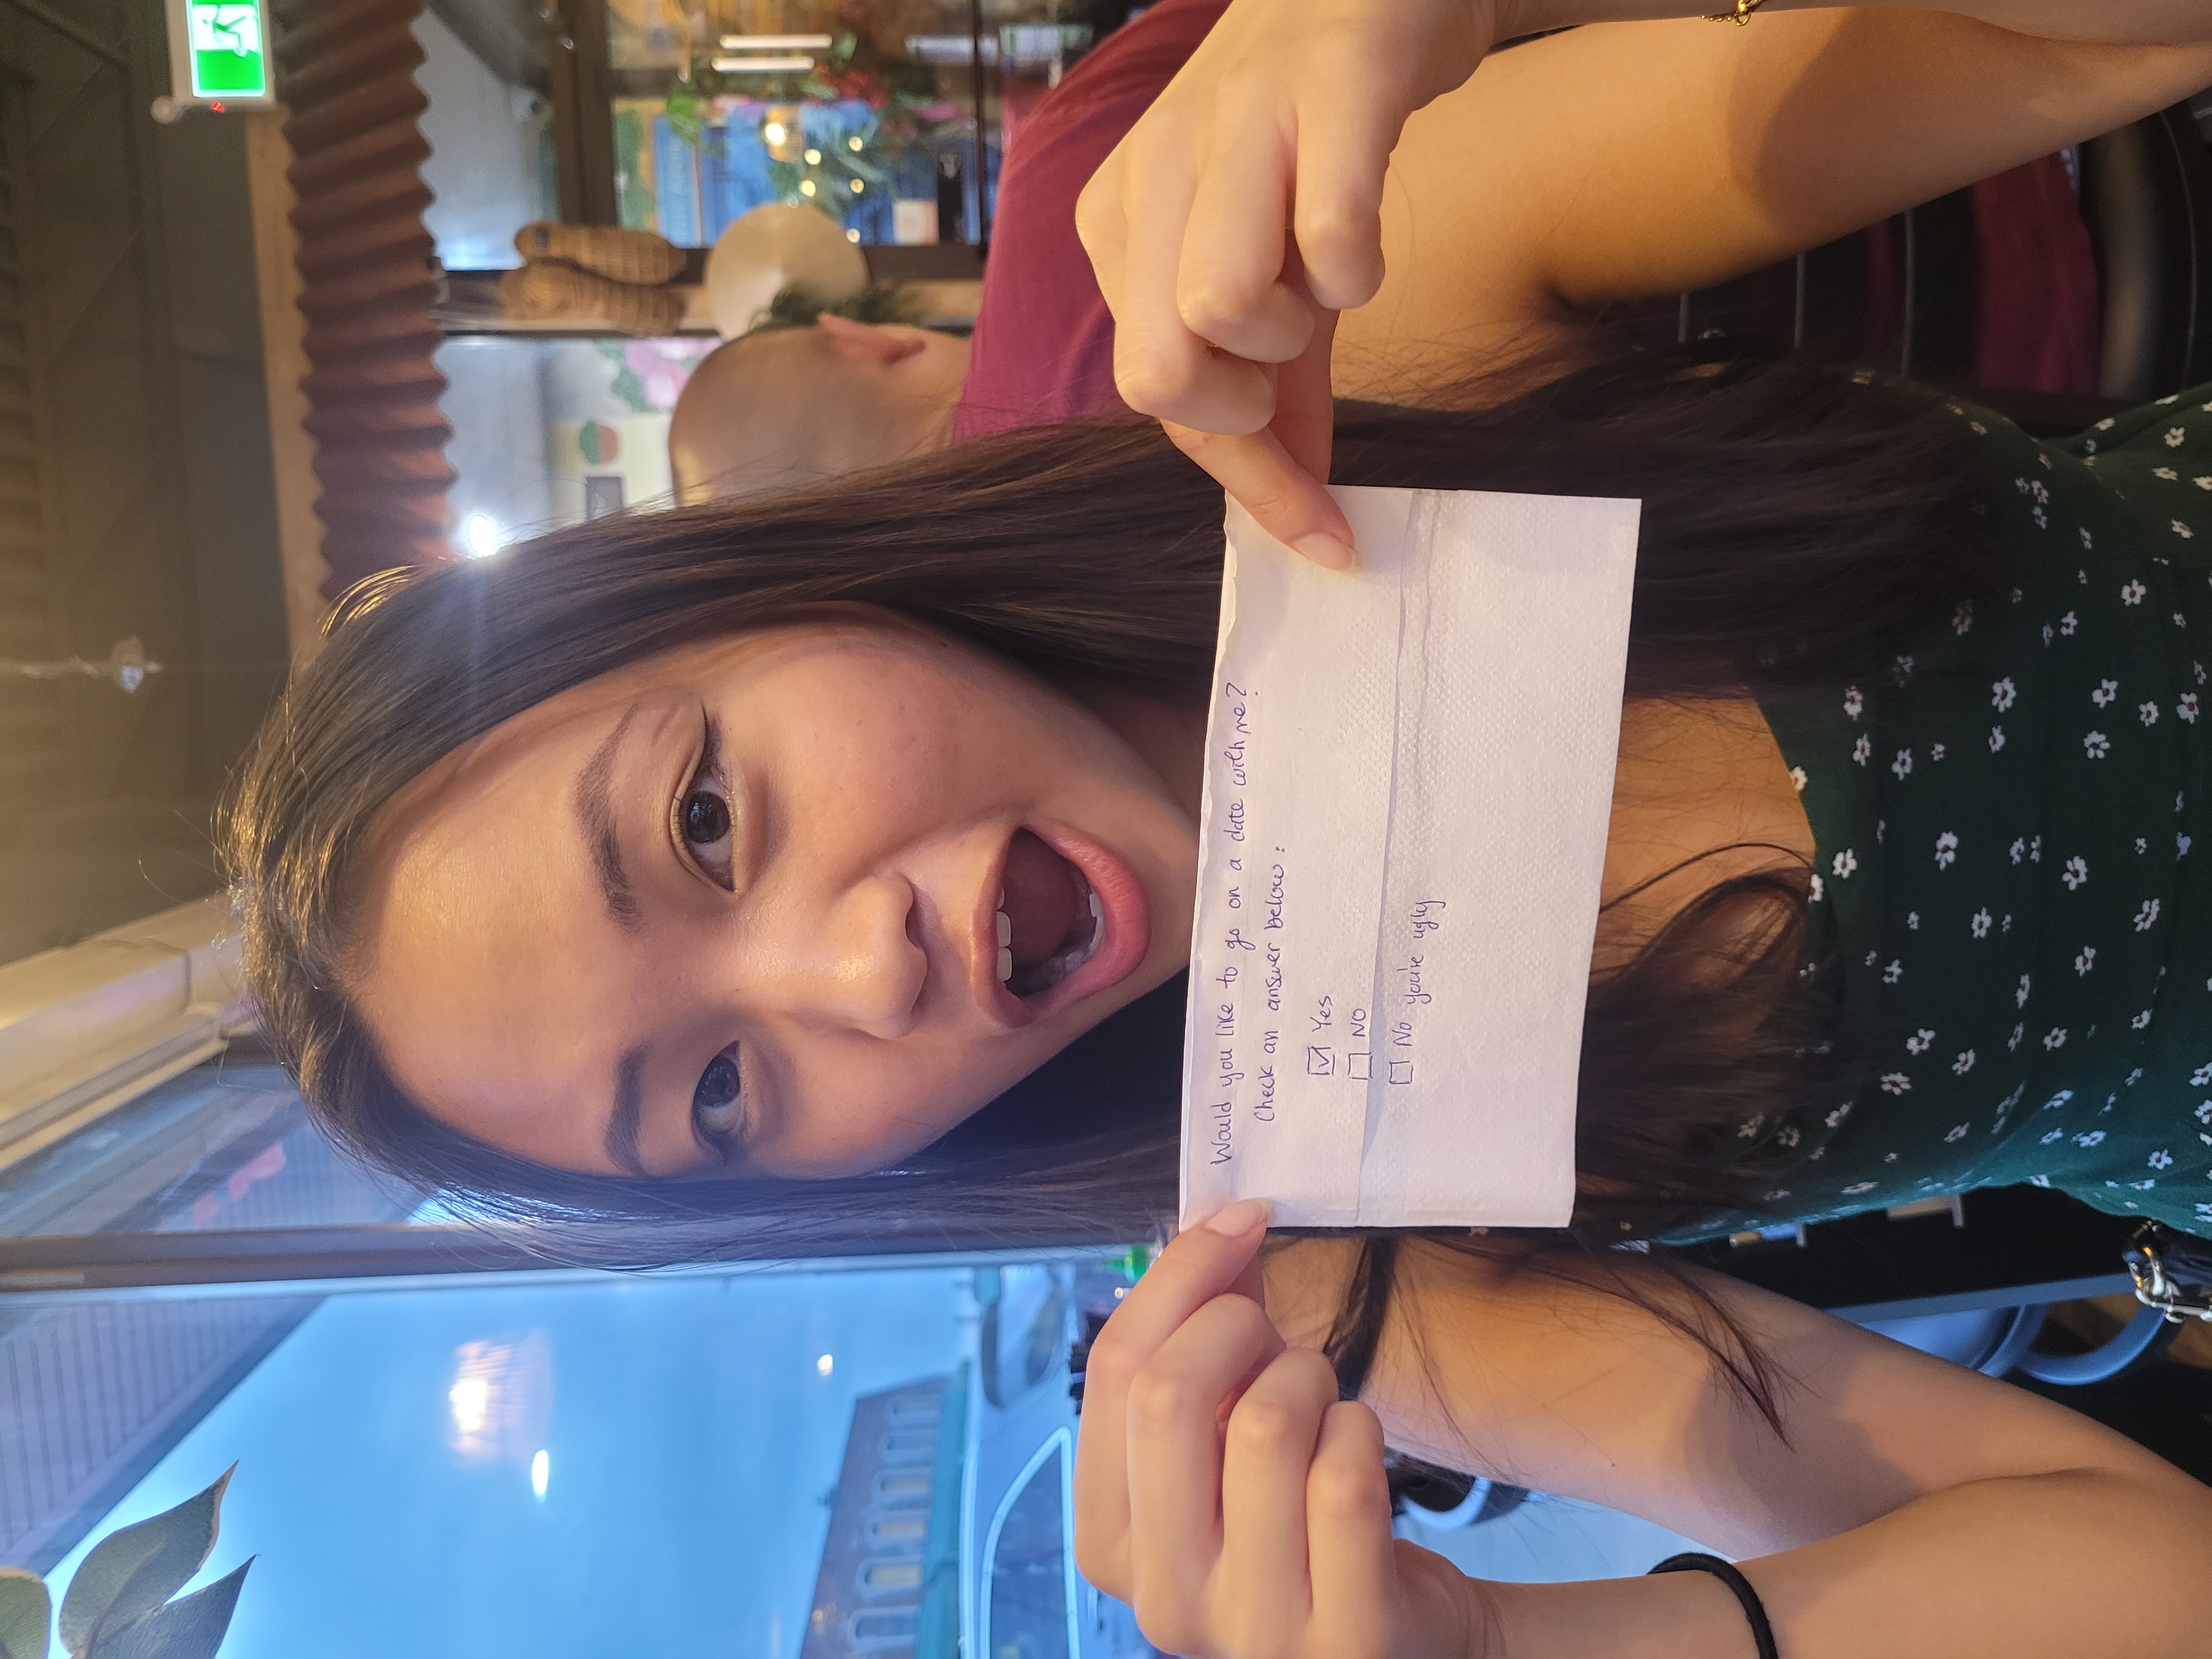 Would you like to go on a date with me?
Check an answer below:
Yes
NO
No you're ugly